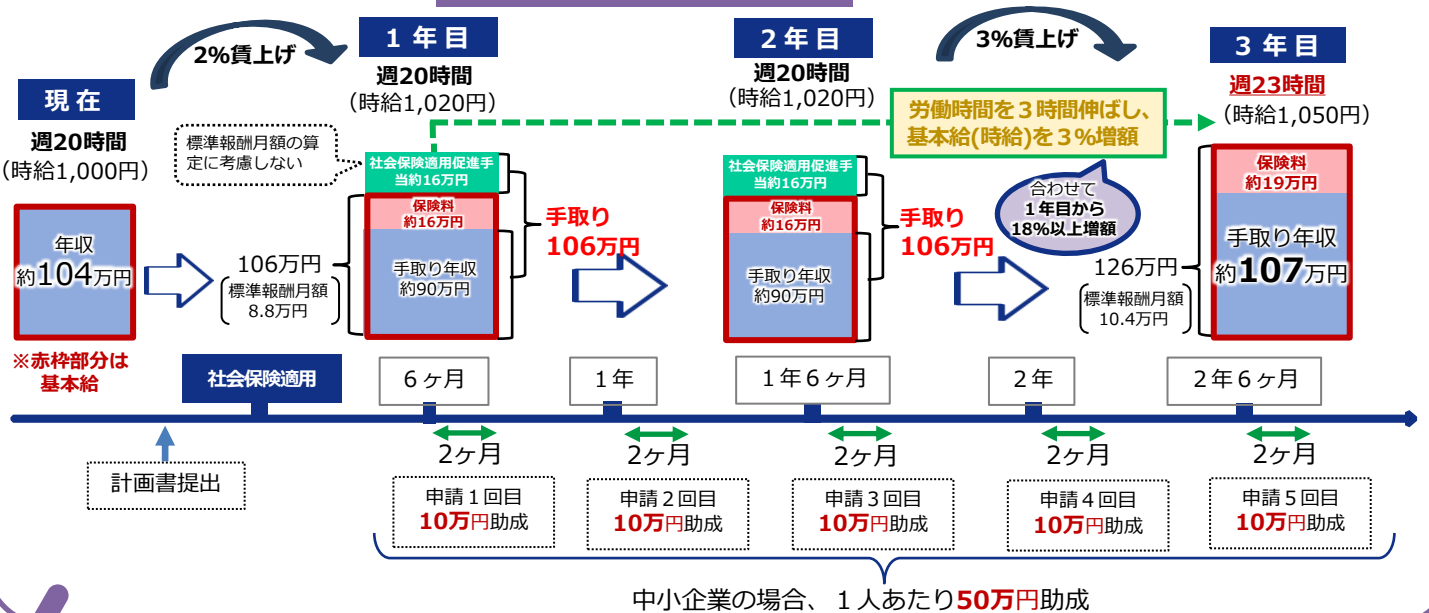 2%賃上げ
3%賃上げ
現在
週20時間
(時給1,000円)
年収
約104万円
※赤枠部分は
基本給
1年目
週20時間
(時給1,020円)
標準報酬月額の算
定に考慮しない
社会保険適用促進手
当約16万円
保険料
約16万円
手取り年収
約90万円
106万円
標準報酬月額
8.8万円
手取り
106万円
2年目
週20時間
(時給1,020円)
社会保険適用促進手
当約16万円
保険料
約16万円
手取り年収
約90万円
手取り
106万円
労働時間を3時間伸ばし、
基本給(時給)を3%増額
合わせて
1年目から
18%以上増額
3年目
週23時間
(時給1,050円)
保険料
約19万円
手取り年収
約107万円
126万円
標準報酬月額
10.4万円
社会保険適用
6ヶ月
1年
1年6ヶ月
2年
2年6ヶ月
計画書提出
2ヶ月
2ヶ月
2ヶ月
2ヶ月
2ヶ月
申請1回目
10万円助成
申請2回目
10万円助成
申請3回目
10万円助成
申請4回目
10万円助成
申請5回目
10万円助成
中小企業の場合、1人あたり50万円助成